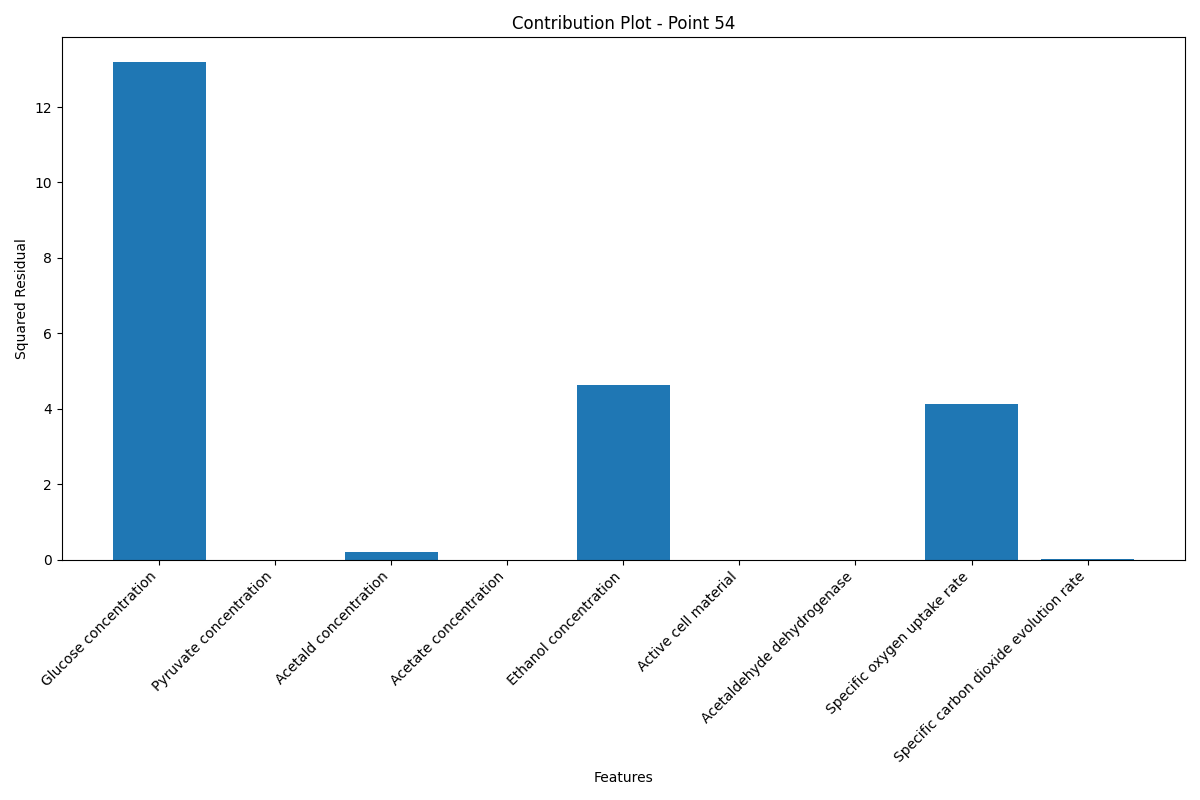 Contribution Plot - Point 54
Squared Residual
12
10
8
6
4
2
0
Glucose concentration
Pyruvate concentration
Acetald concentration
Acetate concentration
Ethanol concentration
Active cell material
Acetaldehyde dehydrogenase
Specific oxygen uptake rate
Specific carbon dioxide evolution rate
Features